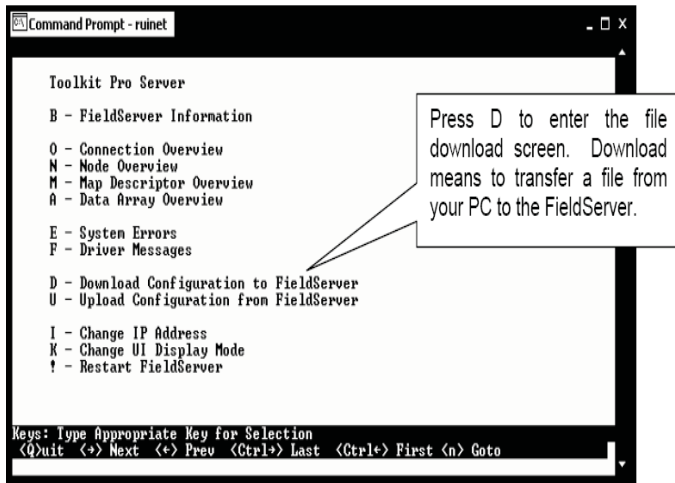 Command Prompt - ruinet
Toolkit Pro Server
B - FieldServer Information
O - Connection Overview
N - Node Overview
M - Map Descriptor Overview
A - Data Array Overview
E - System Errors
F - Driver Messages
D - Download Configuration to FieldServer
U - Upload Configuration from FieldServer
I - Change IP Address
K - Change UI Display Mode
! - Restart FieldServer
Keys: Type Appropriate Key for Selection
<Q>uit <→> Next <←> Prev <Ctrl→> Last <Ctrl←> First <n> Goto
Press D to enter the file
download screen. Download
means to transfer a file from
your PC to the FieldServer.